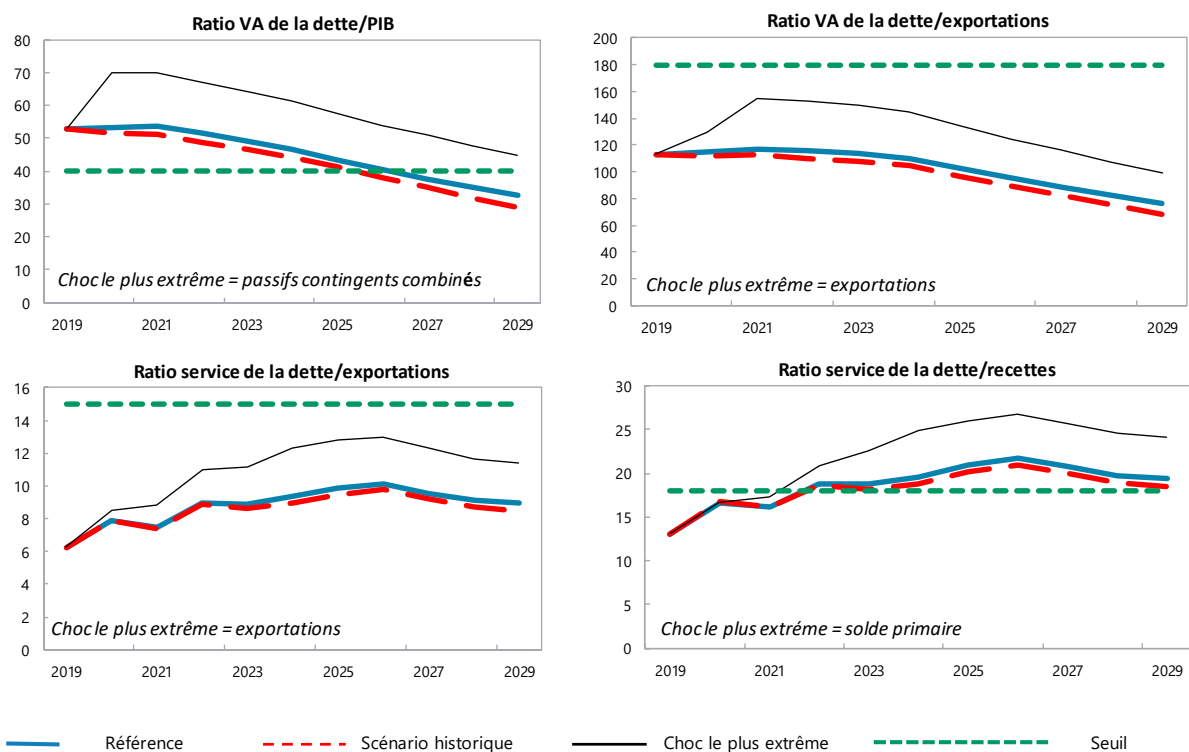 Ratio VA de la dette/PIB
80
70
60
50
40
30
20
10
0
Choc le plus extrême = passifs contingents combinés
2019 2021 2023 2025 2027 2029
Ratio VA de la dette/exportations
200
180
160
140
120
100
80
60
40
20
0
Choc le plus extrême = exportations
2019 2021 2023 2025 2027 2029
Ratio service de la dette/exportations
16
14
12
10
8
6
4
2
0
Choc le plus extrême = exportations
2019 2021 2023 2025 2027 2029
Ratio service de la dette/recettes
30
25
20
15
10
5
0
Choc le plus extréme = solde primaire
2019 2021 2023 2025 2027 2029
Référence Scénario historique Choc le plus extrême Seuil